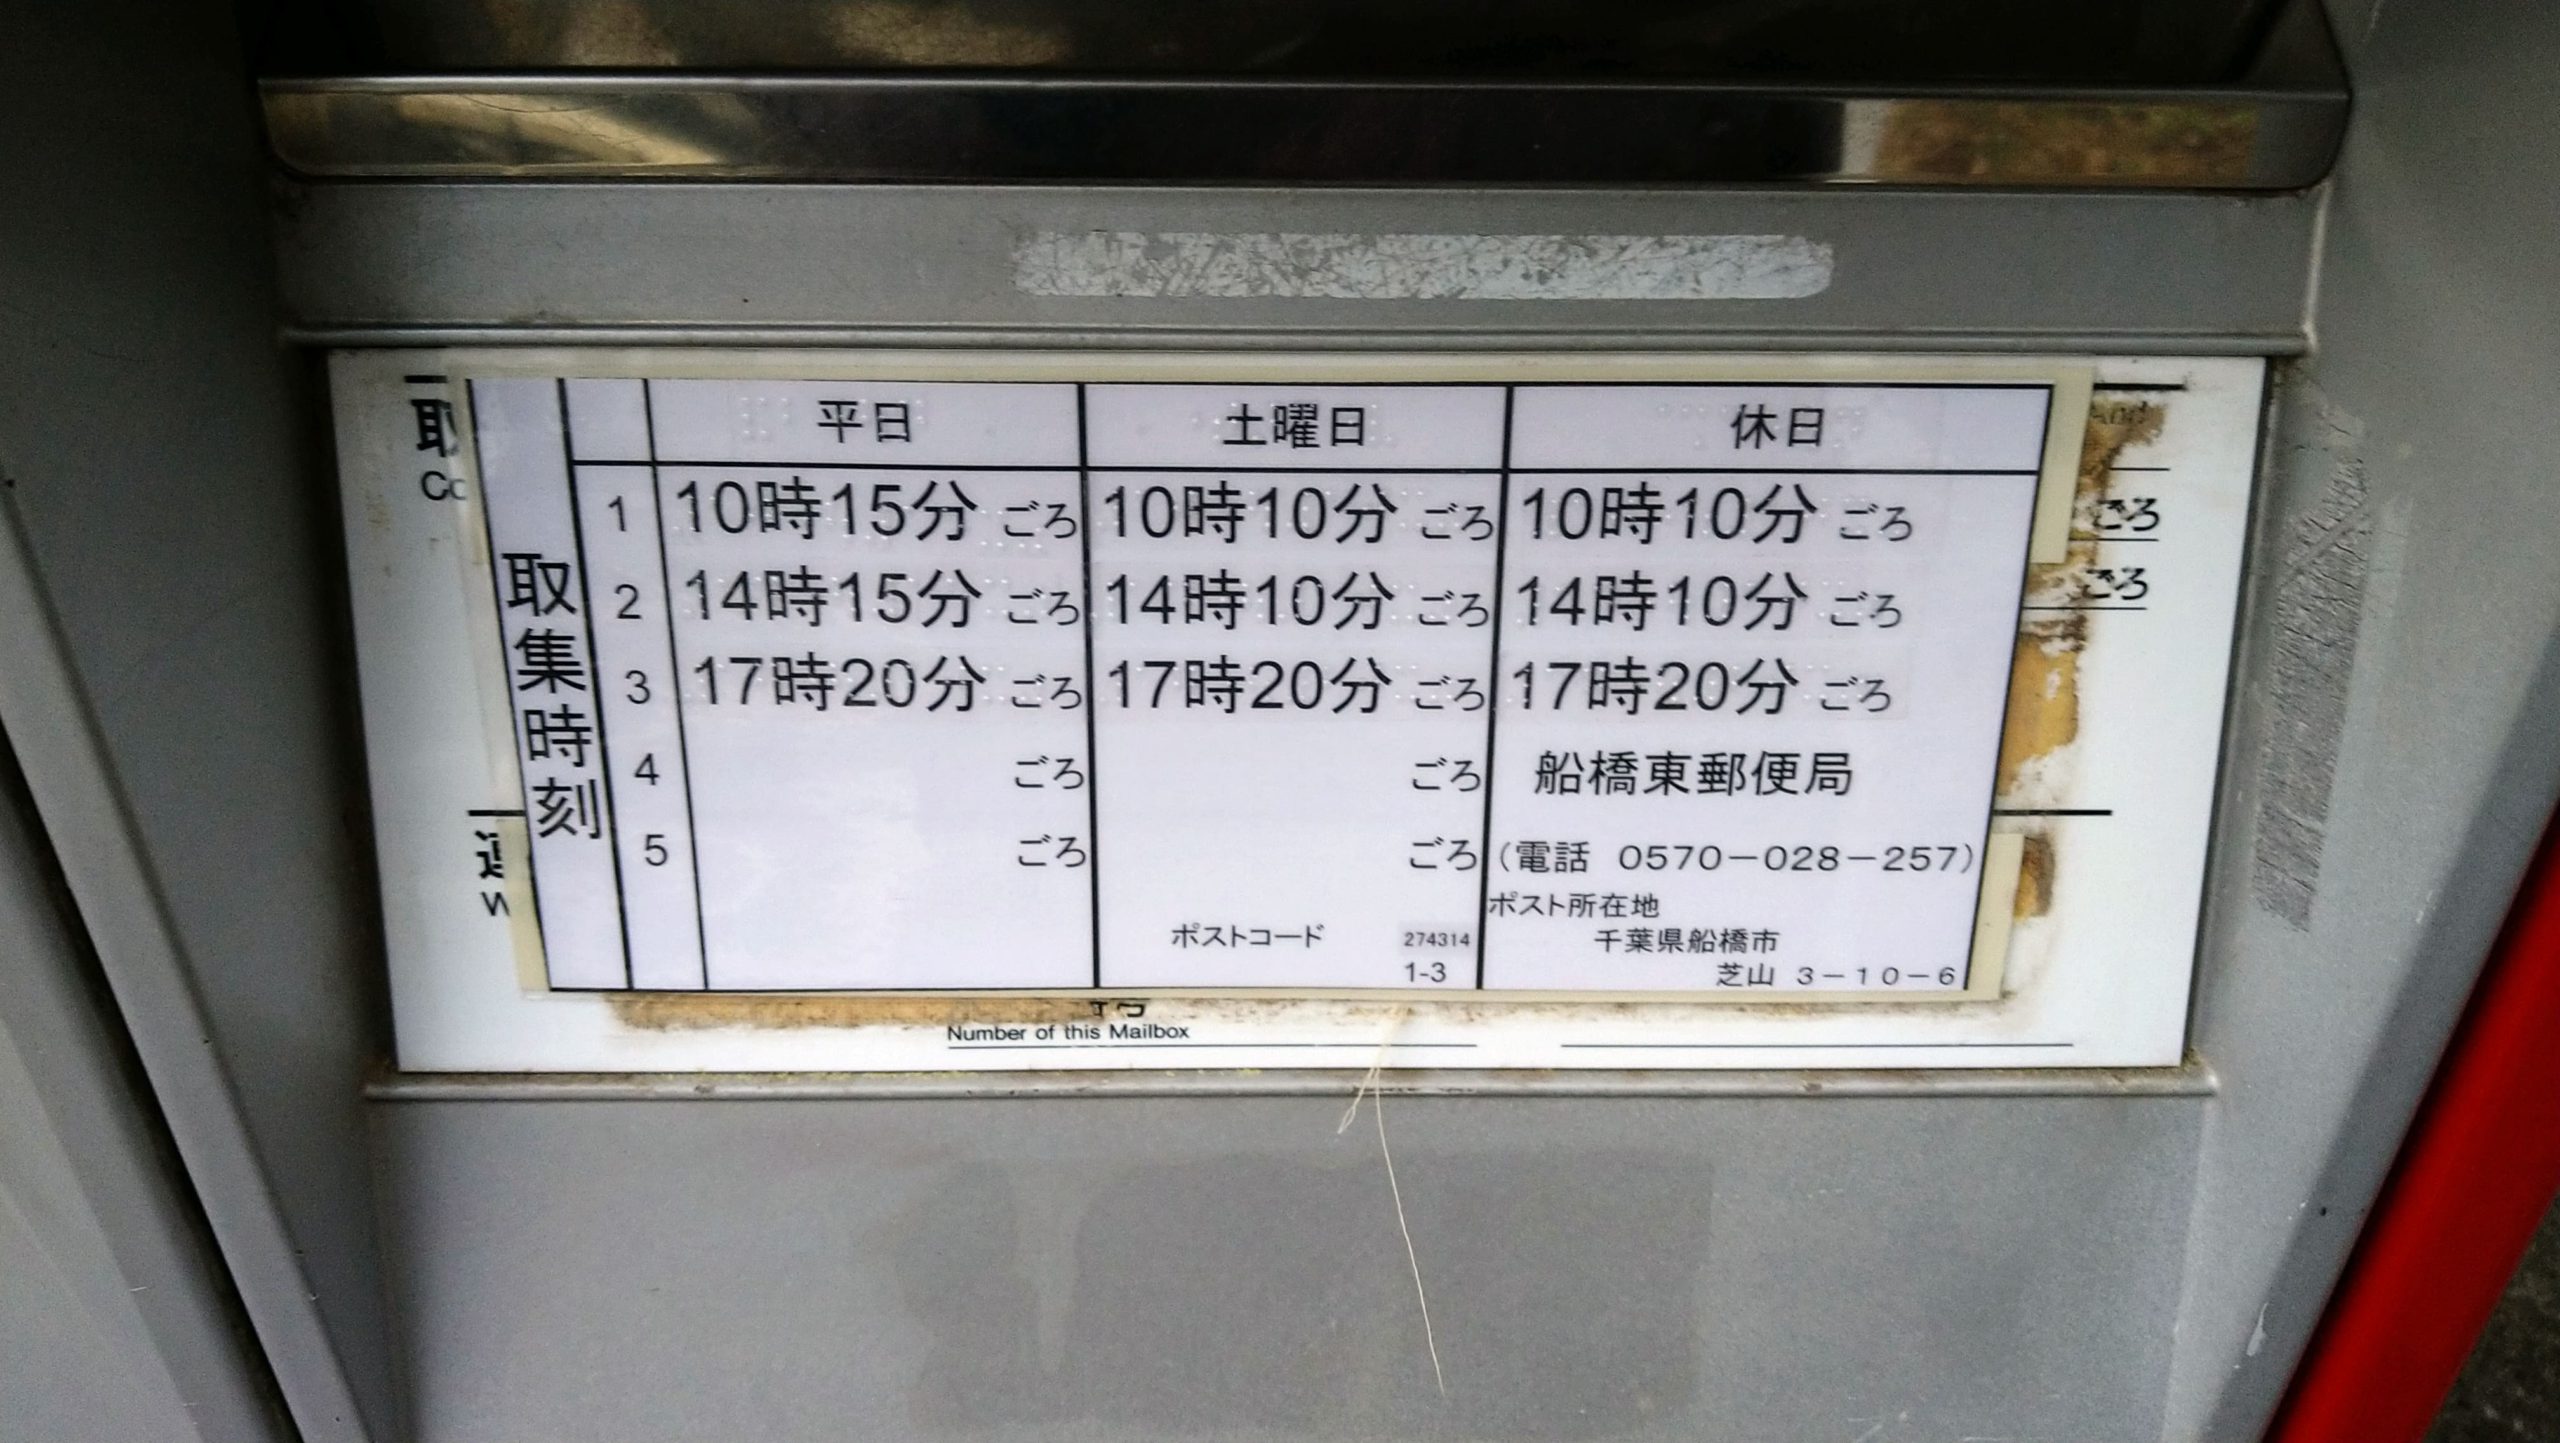 平日 土曜日 休日
取集時刻
1 10時15分 ごろ 10時10分 ごろ 10時10分 ごろ
2 14時15分 ごろ 14時10分 ごろ 14時10分 ごろ
3 17時20分 ごろ 17時20分 ごろ 17時20分 ごろ
4 ごろ ごろ 船橋東郵便局
5 ごろ ごろ (電話 0570-028-257)
ポスト所在地
ポストコード 274314 千葉県船橋市
1-3 芝山 3-10-6
取
Co
And
ごろ
ごろ
W
Number of this Mailbox